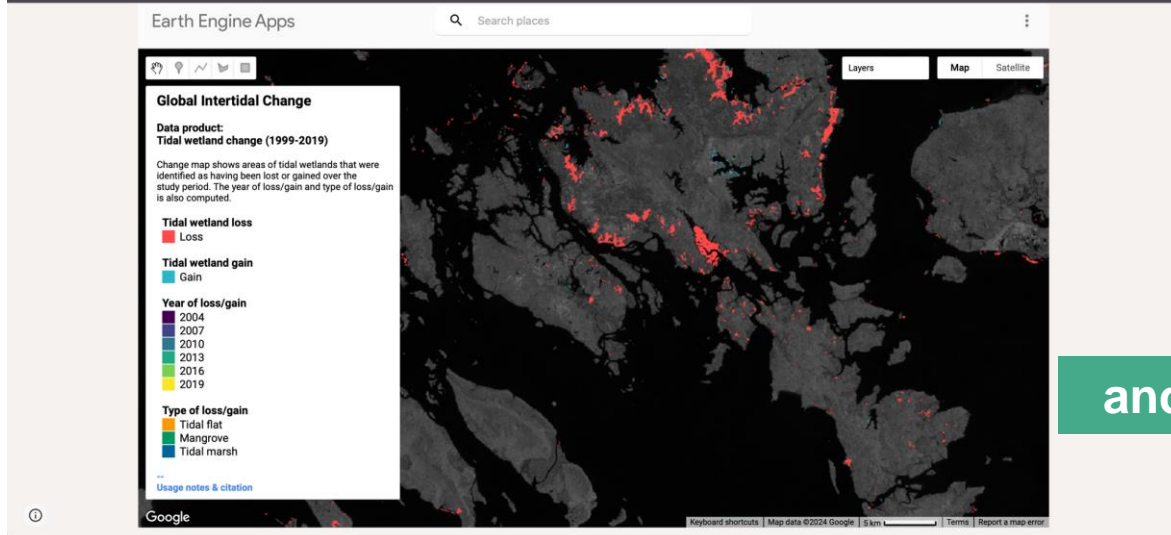 Earth Engine Apps
Search places
Layers
Map
Satellite
Global Intertidal Change
Data product:
Tidal wetland change (1999-2019)
Change map shows areas of tidal wetlands that were
identified as having been lost or gained over the
study period. The year of loss/gain and type of loss/gain
is also computed.
Tidal wetland loss
Loss
Tidal wetland gain
Gain
Year of loss/gain
2004
2007
2010
2013
2016
2019
Type of loss/gain
Tidal flat
Mangrove
Tidal marsh
--
Usage notes & citation
Google
Keyboard shortcuts
Map data ©2024 Google
5 km
Terms
Report a map error